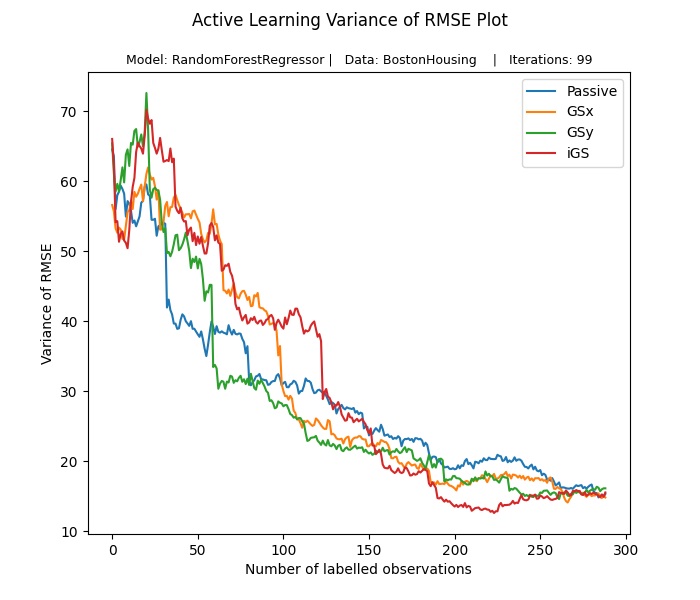 Active Learning Variance of RMSE Plot
Model: RandomForestRegressor | Data: BostonHousing | Iterations: 99
Passive
GSx
GSy
iGS
Variance of RMSE
70
60
50
40
30
20
10
0 50 100 150 200 250 300
Number of labelled observations